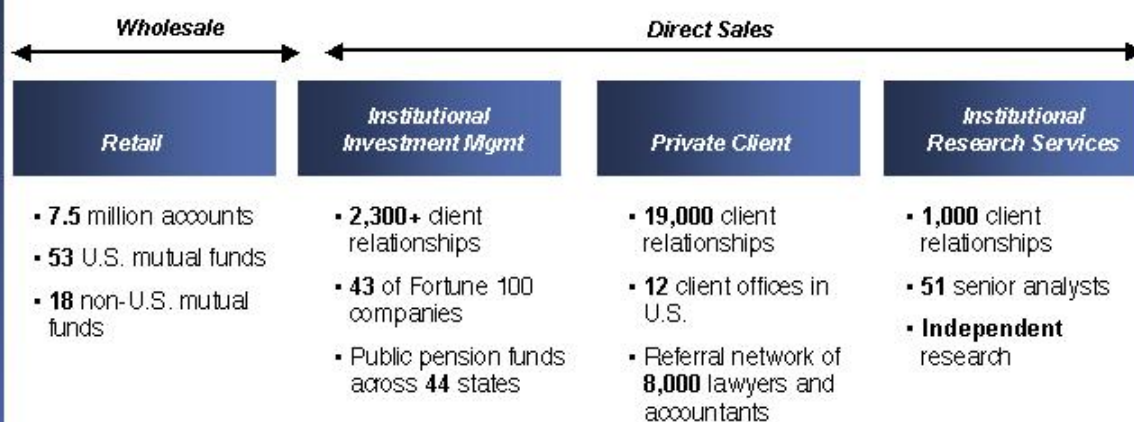 Wholesale
Direct Sales
Retail
▪ 7.5 million accounts
▪ 53 U.S. mutual funds
▪ 18 non-U.S. mutual
funds
Institutional
Investment Mgmt
▪ 2,300+ client
relationships
▪ 43 of Fortune 100
companies
▪ Public pension funds
across 44 states
Private Client
▪ 19,000 client
relationships
▪ 12 client offices in
U.S.
▪ Referral network of
8,000 lawyers and
accountants
Institutional
Research Services
▪ 1,000 client
relationships
▪ 51 senior analysts
▪ Independent
research